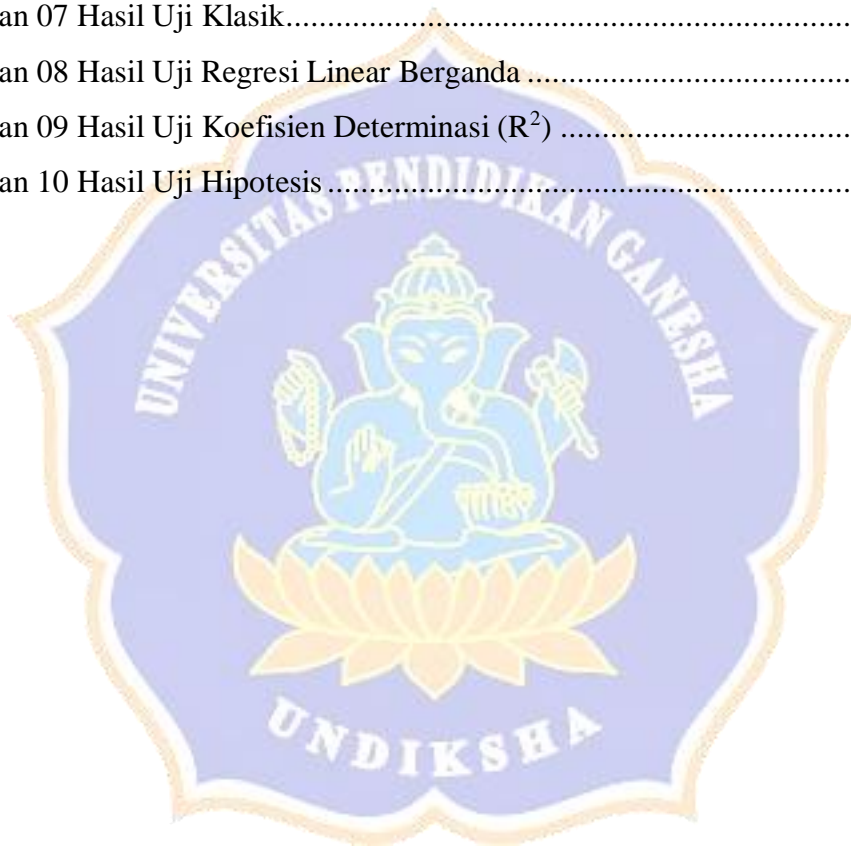 an 07 Hasil Uji Klasik........................................................................
an 08 Hasil Uji Regresi Linear Berganda .........................................
an 09 Hasil Uji Koefisien Determinasi (R²) .....................................
an 10 Hasil Uji Hipotesis...................................................................
UNIVERSITAS PENDIDIKAN GANESHA
UNDIKSHA